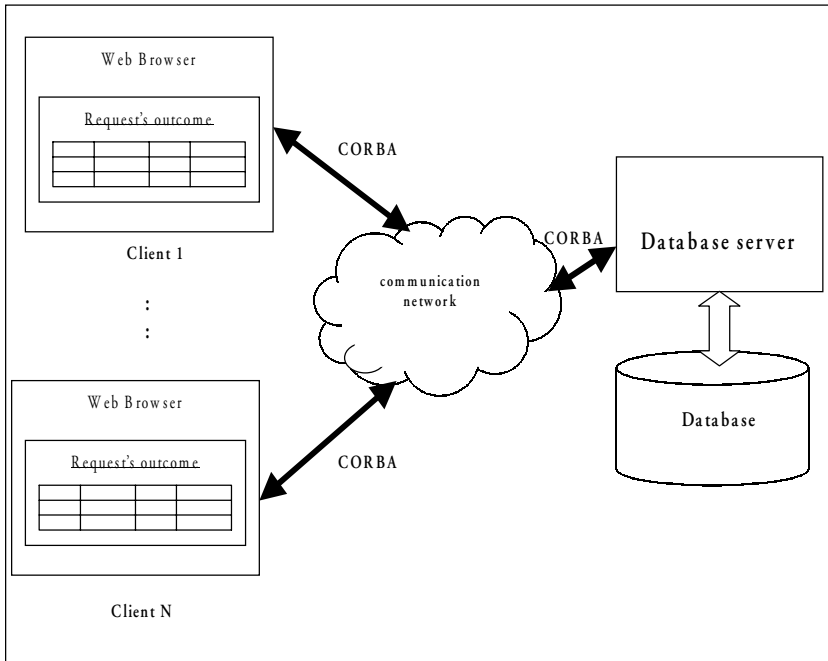 Web Browser
Request's outcome
CORBA
Client 1
:
:
communication
network
CORBA
Database server
Database
Web Browser
Request's outcome
CORBA
Client N